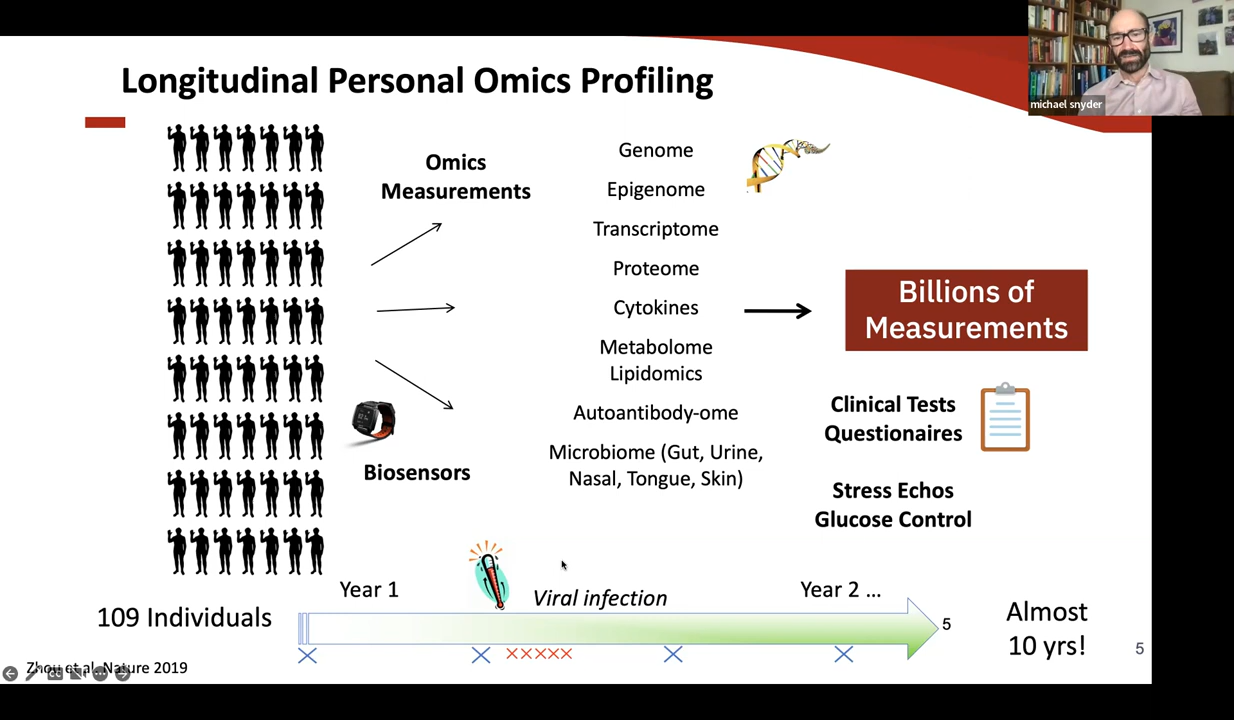 michael snyder
Longitudinal Personal Omics Profiling
Omics
Measurements
Biosensors
Genome
Epigenome
Transcriptome
Proteome
Cytokines
Metabolome
Lipidomics
Autoantibody-ome
Microbiome (Gut, Urine,
Nasal, Tongue, Skin)
Billions of
Measurements
Clinical Tests
Questionaires
Stress Echos
Glucose Control
Year 1
Viral infection
Year 2 ...
109 Individuals
5
Almost
10 yrs!
5
Zhou et al. Nature 2019